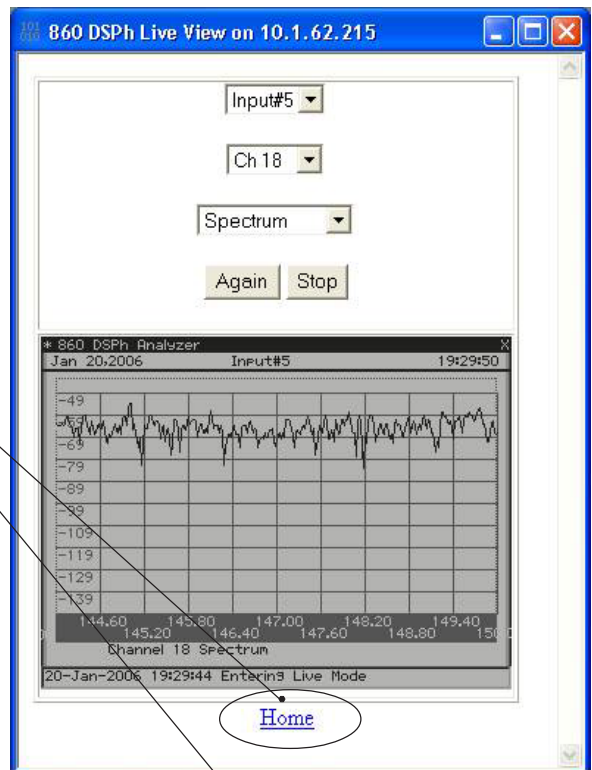 860 DSPh Live View on 10.1.62.215
Input#5
Ch 18
Spectrum
Again Stop
* 860 DSPh Analyzer X
Jan 20,2006 Input#5 19:29:50
-49
-59
-69
-79
-89
-99
-109
-119
-129
-139
144.60 145.80 147.00 148.20 149.40
145.20 146.40 147.60 148.80
Channel 18 Spectrum
20-Jan-2006 19:29:44 Entering Live Mode
Home